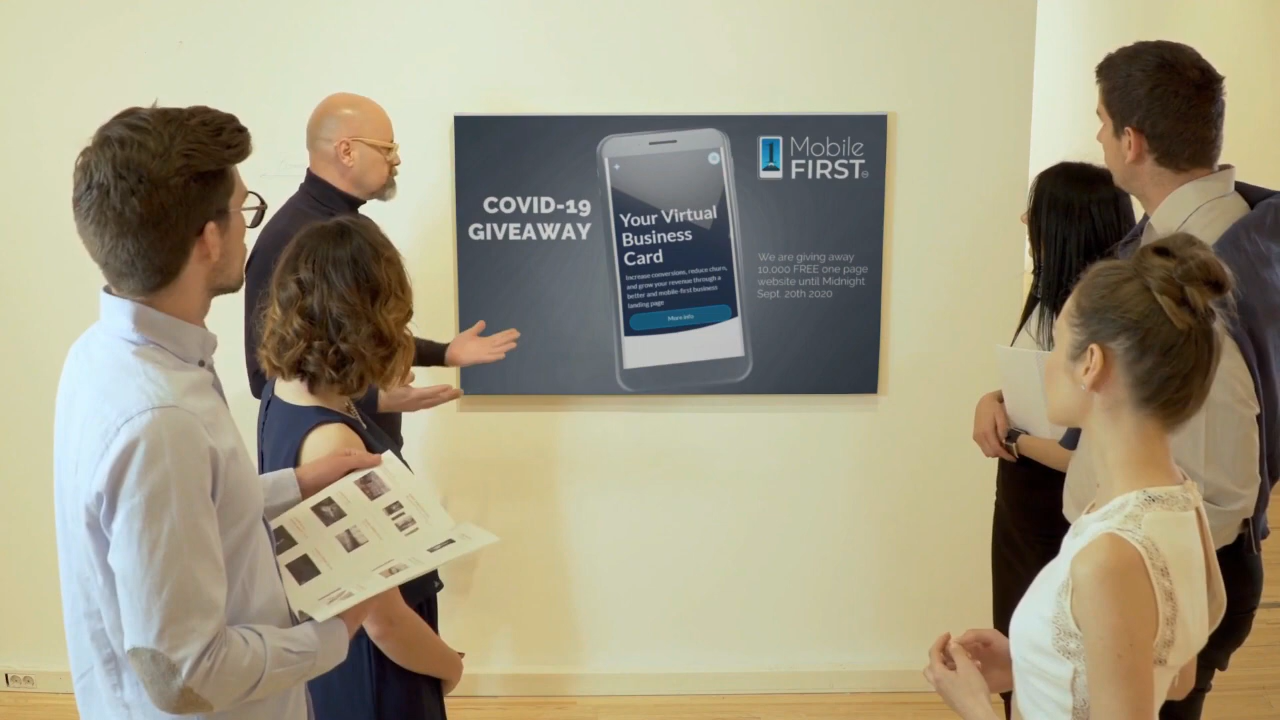 COVID-19
GIVEAWAY
Your Virtual
Business
Card
Increase conversions, reduce churn,
and grow your revenue through a
better and mobile-first business
landing page
More info
1
Mobile
FIRST
We are giving away
10,000 FREE one page
website until Midnight
Sept. 20th 2020